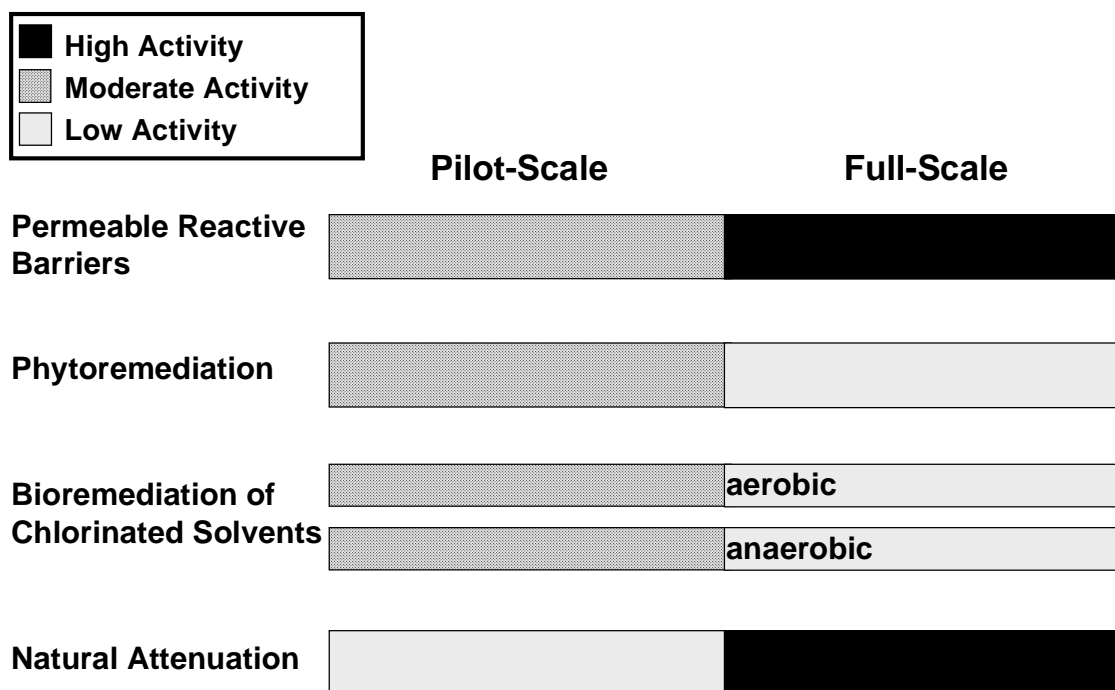 High Activity
Moderate Activity
Low Activity
Pilot-Scale
Full-Scale
Permeable Reactive
Barriers
Phytoremediation
Bioremediation of
Chlorinated Solvents
aerobic
anaerobic
Natural Attenuation